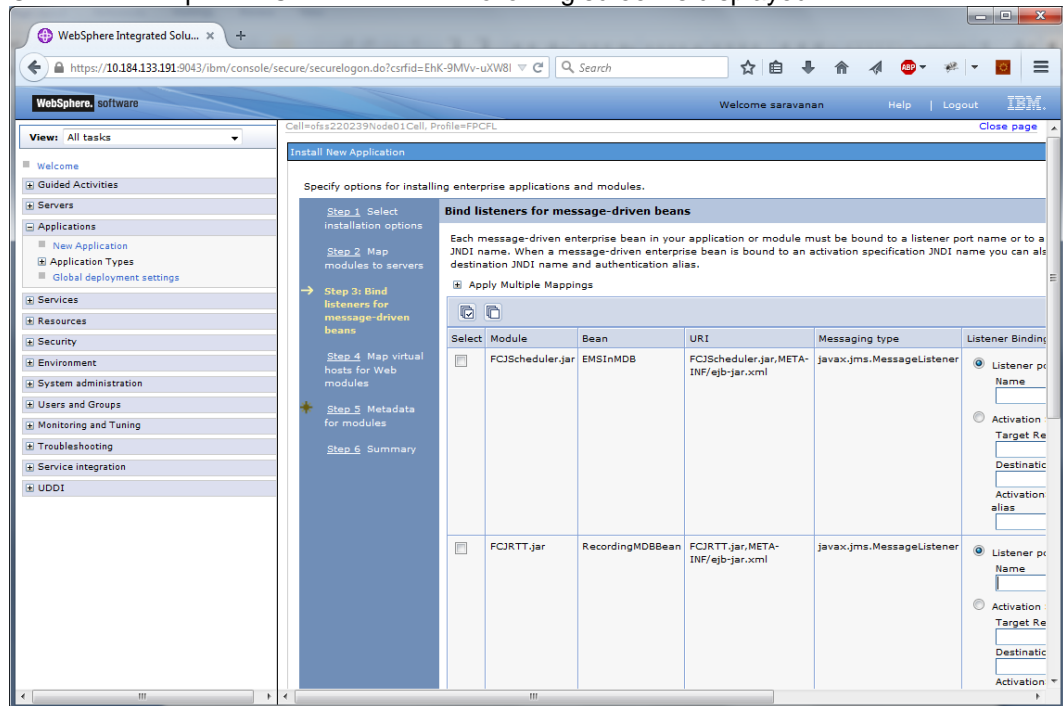 screen is displayed
WebSphere Integrated Solu... × +
https://10.184.133.191:9043/ibm/console/secure/securelogon.do?csrfid=EhK-9MVv-uXW8I
Search
ABP
WebSphere. software
Welcome saravanan
Help | Logout
IBM.
View: All tasks
Welcome
Guided Activities
Servers
Applications
New Application
Application Types
Global deployment settings
Services
Resources
Security
Environment
System administration
Users and Groups
Monitoring and Tuning
Troubleshooting
Service integration
UDDI
Cell=ofss220239Node01Cell, Profile=FPCFL
Close page
Install New Application
Specify options for installing enterprise applications and modules.
Step 1 Select
installation options
Step 2 Map
modules to servers
Step 3: Bind
listeners for
message-driven
beans
Step 4 Map virtual
hosts for Web
modules
Step 5 Metadata
for modules
Step 6 Summary
Bind listeners for message-driven beans
Each message-driven enterprise bean in your application or module must be bound to a listener port name or to a
JNDI name. When a message-driven enterprise bean is bound to an activation specification JNDI name you can als
destination JNDI name and authentication alias.
Apply Multiple Mappings
Select Module Bean URI Messaging type Listener Binding
FCJScheduler.jar EMSInMDB FCJScheduler.jar,META-
INF/ejb-jar.xml
javax.jms.MessageListener
Listener po
Name
Activation
Target Re
Destinatic
Activation
alias
FCJRTT.jar RecordingMDBBean FCJRTT.jar,META-
INF/ejb-jar.xml
javax.jms.MessageListener
Listener po
Name
Activation
Target Re
Destinatic
Activation